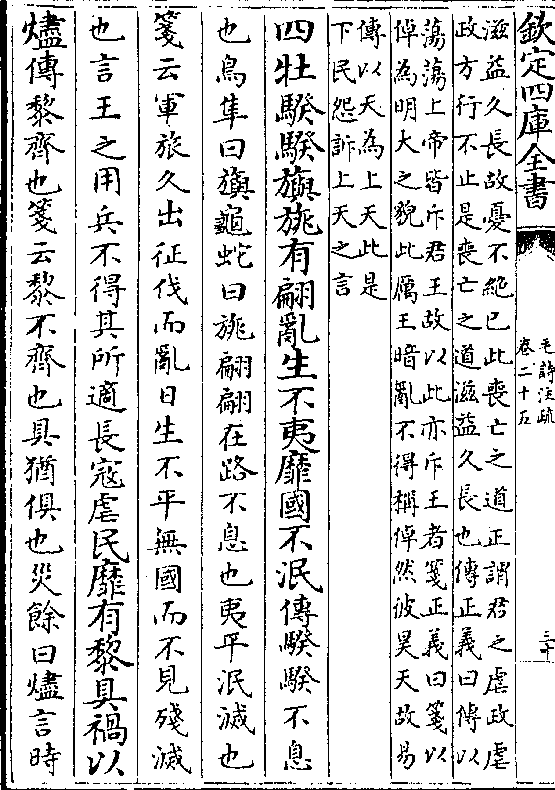 欽定四庫全書
毛詩注疏
卷二十五
三十
滋益久長故憂不絶已此喪亡之道正謂君之虐政虐
政方行不止是喪亡之道滋益久長也傳正義曰傳以
蕩蕩上帝皆斥君王故以此亦斥王者箋正義曰箋以
倬為明大之貌此厲王暗亂不得稱倬然彼昊天故易
傳以天為上天此是
下民怨訴上天之言
四牡騤騤旟旐有翩亂生不夷靡國不泯傳騤騤不息
也鳥隼曰旟龜蛇曰旐翩翩在路不息也夷平泯滅也
箋云軍旅久出征伐而亂日生不平無國而不見殘滅
也言王之用兵不得其所適長寇虐民靡有黎具禍以
燼傳黎齊也箋云黎不齊也具猶俱也災餘曰燼言時